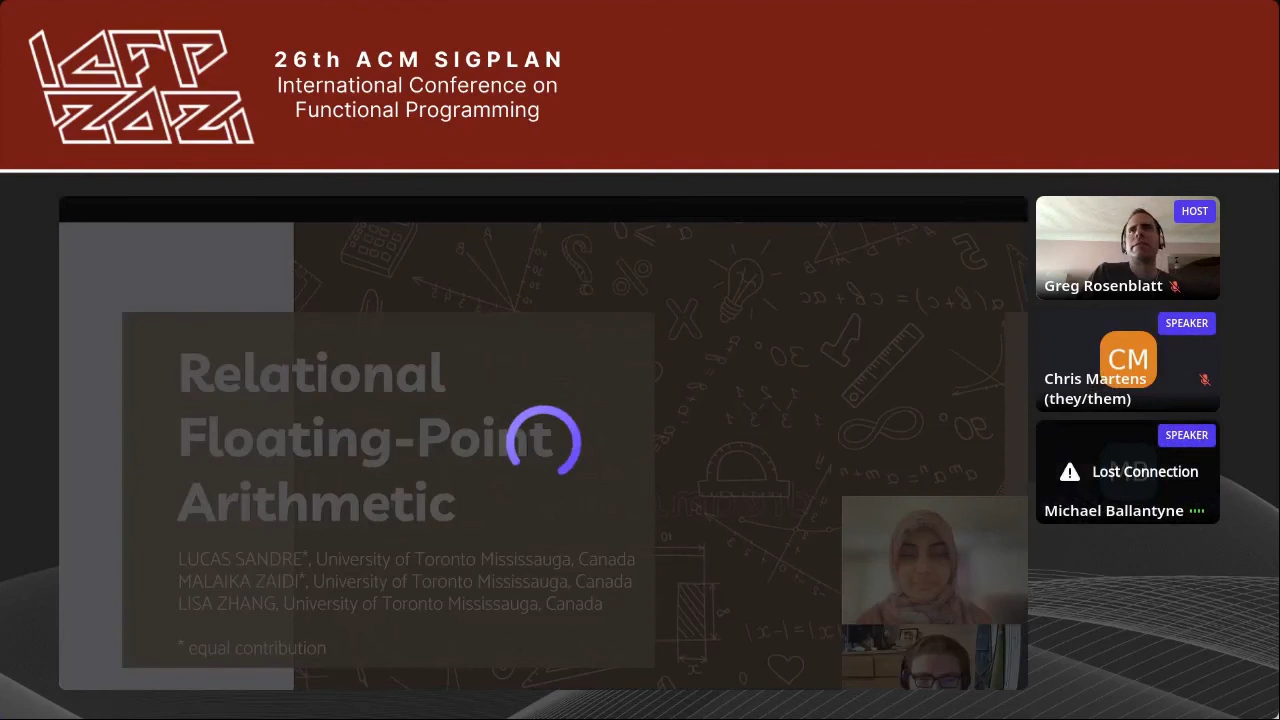 ICFP
2021
26th ACM SIGPLAN
International Conference on
Functional Programming
Relational
Floating-Point
Arithmetic
LUCAS SANDRE*, University of Toronto Mississauga, Canada
MALAIKA ZAIDI*, University of Toronto Mississauga, Canada
LISA ZHANG, University of Toronto Mississauga, Canada
* equal contribution
HOST
Greg Rosenblatt
SPEAKER
CM
Chris Martens
(they/them)
SPEAKER
Lost Connection
Michael Ballantyne